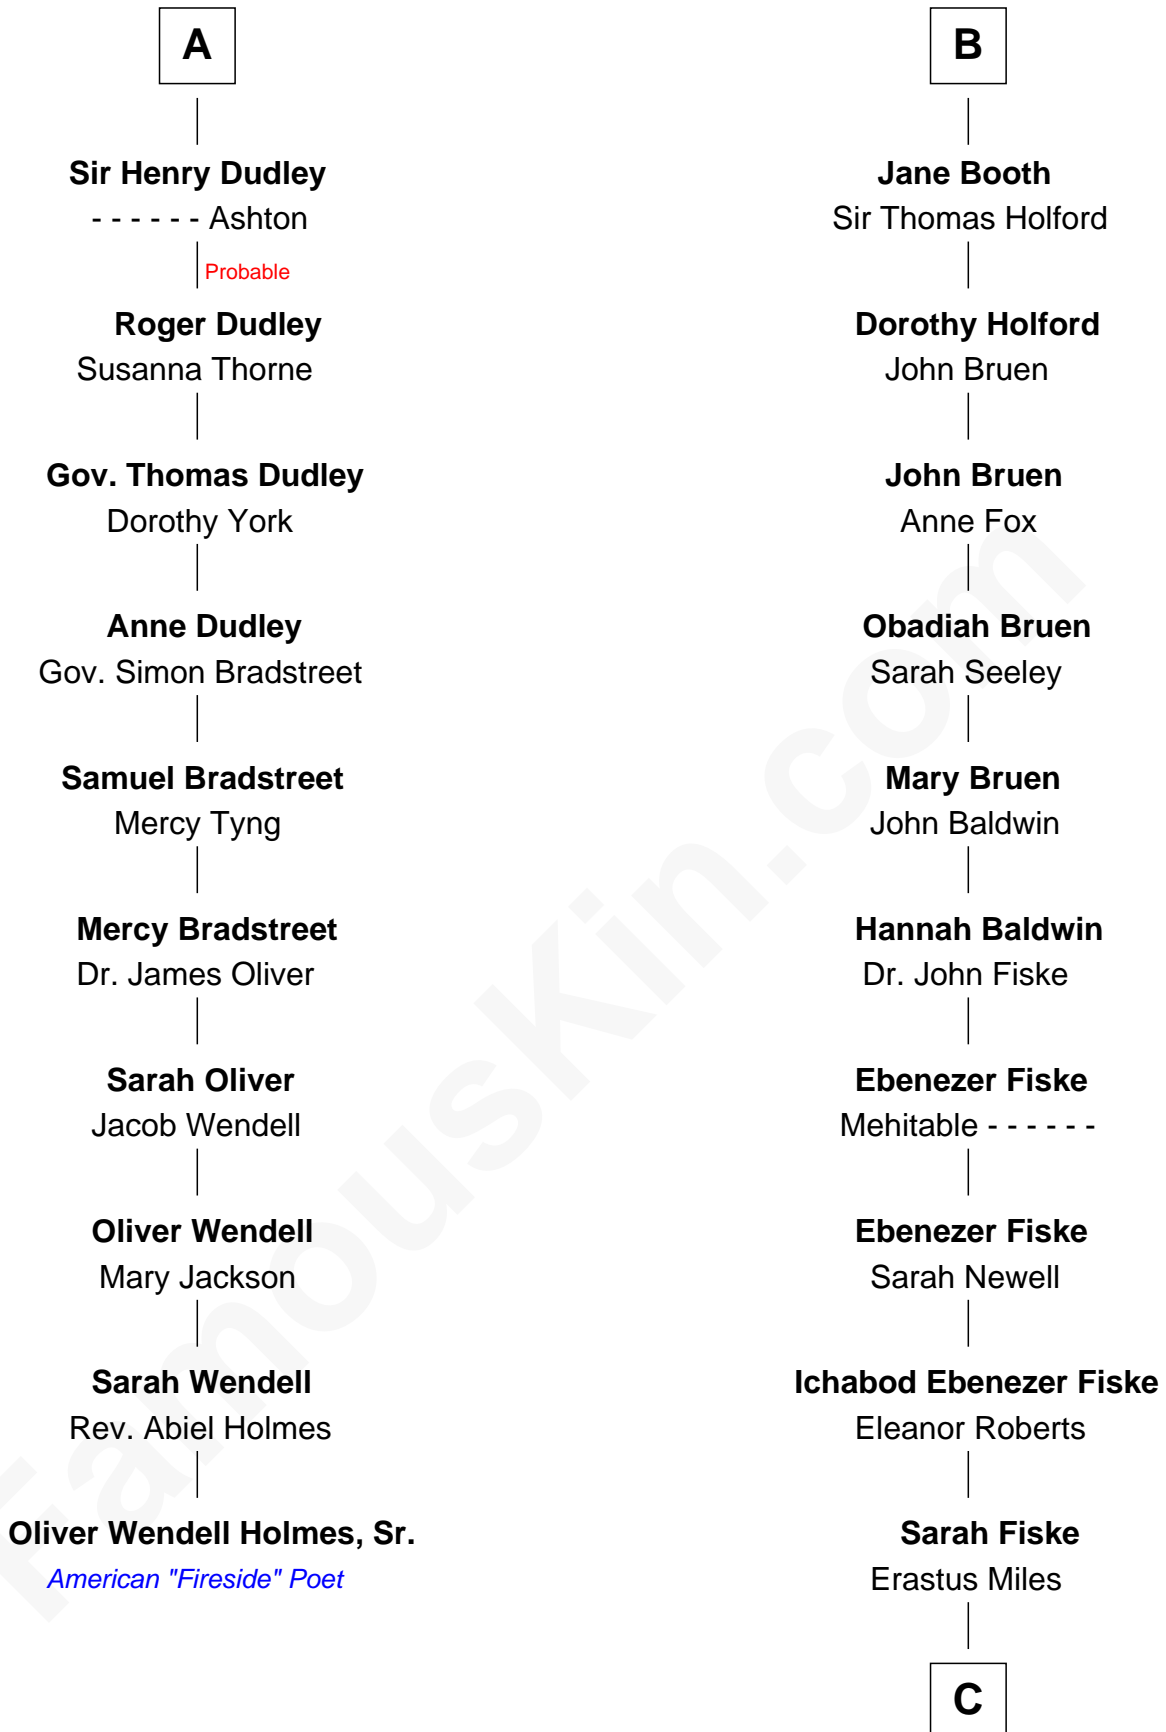 A
Sir Henry Dudley
- - - - - - Ashton
Probable
Roger Dudley
Susanna Thorne
Gov. Thomas Dudley
Dorothy York
Anne Dudley
Gov. Simon Bradstreet
Samuel Bradstreet
Mercy Tyng
Mercy Bradstreet
Dr. James Oliver
Sarah Oliver
Jacob Wendell
Oliver Wendell
Mary Jackson
Sarah Wendell
Rev. Abiel Holmes
Oliver Wendell Holmes, Sr.
American "Fireside" Poet
B
Jane Booth
Sir Thomas Holford
Dorothy Holford
John Bruen
John Bruen
Anne Fox
Obadiah Bruen
Sarah Seeley
Mary Bruen
John Baldwin
Hannah Baldwin
Dr. John Fiske
Ebenezer Fiske
Mehitable - - - - - -
Ebenezer Fiske
Sarah Newell
Ichabod Ebenezer Fiske
Eleanor Roberts
Sarah Fiske
Erastus Miles
C
FamousKin.com